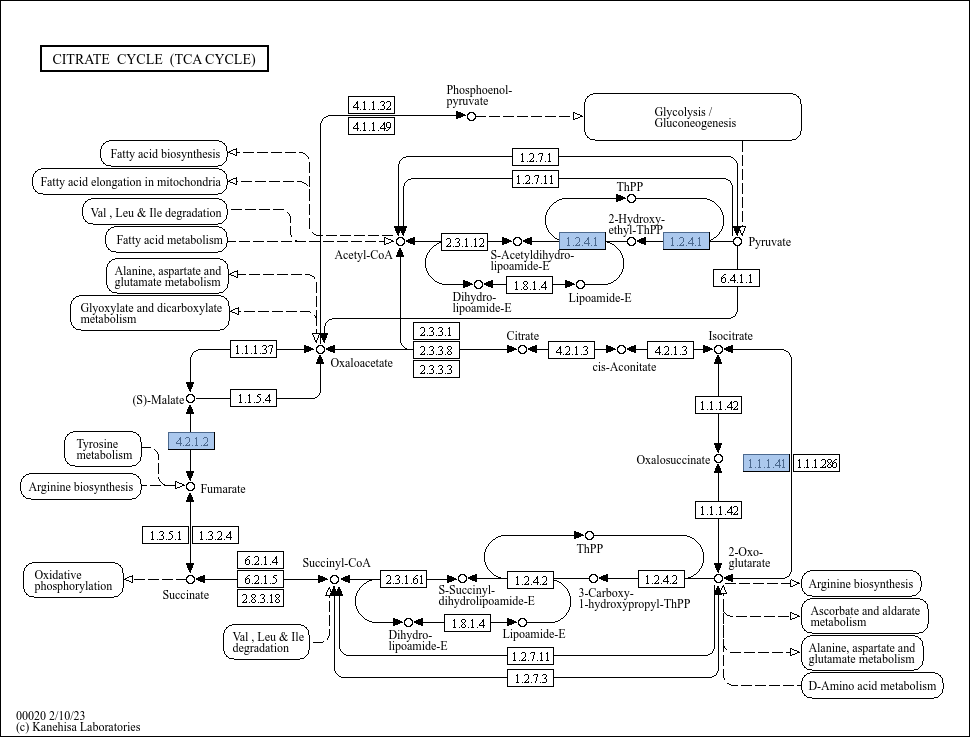 CITRATE CYCLE (TCA CYCLE)
Phosphoenol-
pyruvate
4.1.1.32
4.1.1.49
Glycolysis /
Gluconeogenesis
Fatty acid biosynthesis
Fatty acid elongation in mitochondria
Val , Leu & Ile degradation
Fatty acid metabolism
Alanine, aspartate and
glutamate metabolism
Glyoxylate and dicarboxylate
metabolism
1.2.7.1
1.2.7.11
ThPP
2-Hydroxy-
ethyl-ThPP
Acetyl-CoA
2.3.1.12
S-Acetyldihydro-
lipoamide-E
1.2.4.1
1.2.4.1
Pyruvate
Dihydro-
lipoamide-E
1.8.1.4
Lipoamide-E
6.4.1.1
1.1.1.37
Oxaloacetate
2.3.3.1
2.3.3.8
2.3.3.3
Citrate
4.2.1.3
cis-Aconitate
4.2.1.3
Isocitrate
(S)-Malate
1.1.5.4
1.1.1.42
4.2.1.2
Tyrosine
metabolism
Arginine biosynthesis
Fumarate
Oxalosuccinate
1.1.1.41
1.1.1.286
1.1.1.42
1.3.5.1
1.3.2.4
Oxidative
phosphorylation
Succinate
6.2.1.4
6.2.1.5
2.8.3.18
Succinyl-CoA
2.3.1.61
S-Succinyl-
dihydrolipoamide-E
ThPP
1.2.4.2
3-Carboxy-
1-hydroxypropyl-ThPP
1.2.4.2
2-Oxo-
glutarate
Val , Leu & Ile
degradation
Dihydro-
lipoamide-E
1.8.1.4
Lipoamide-E
1.2.7.11
1.2.7.3
Arginine biosynthesis
Ascorbate and aldarate
metabolism
Alanine, aspartate and
glutamate metabolism
D-Amino acid metabolism
00020 2/10/23
(c) Kanehisa Laboratories